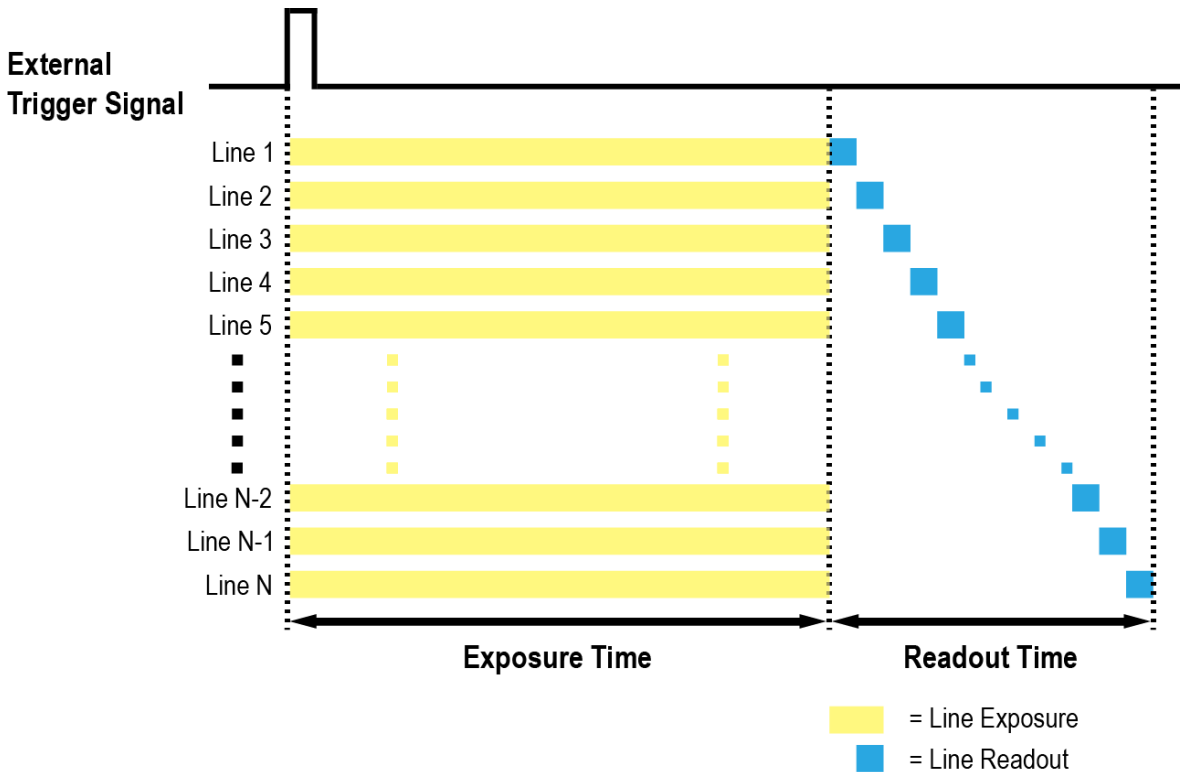 External
Trigger Signal
Line 1
Line 2
Line 3
Line 4
Line 5
Line N-2
Line N-1
Line N
Exposure Time
Readout Time
= Line Exposure
= Line Readout